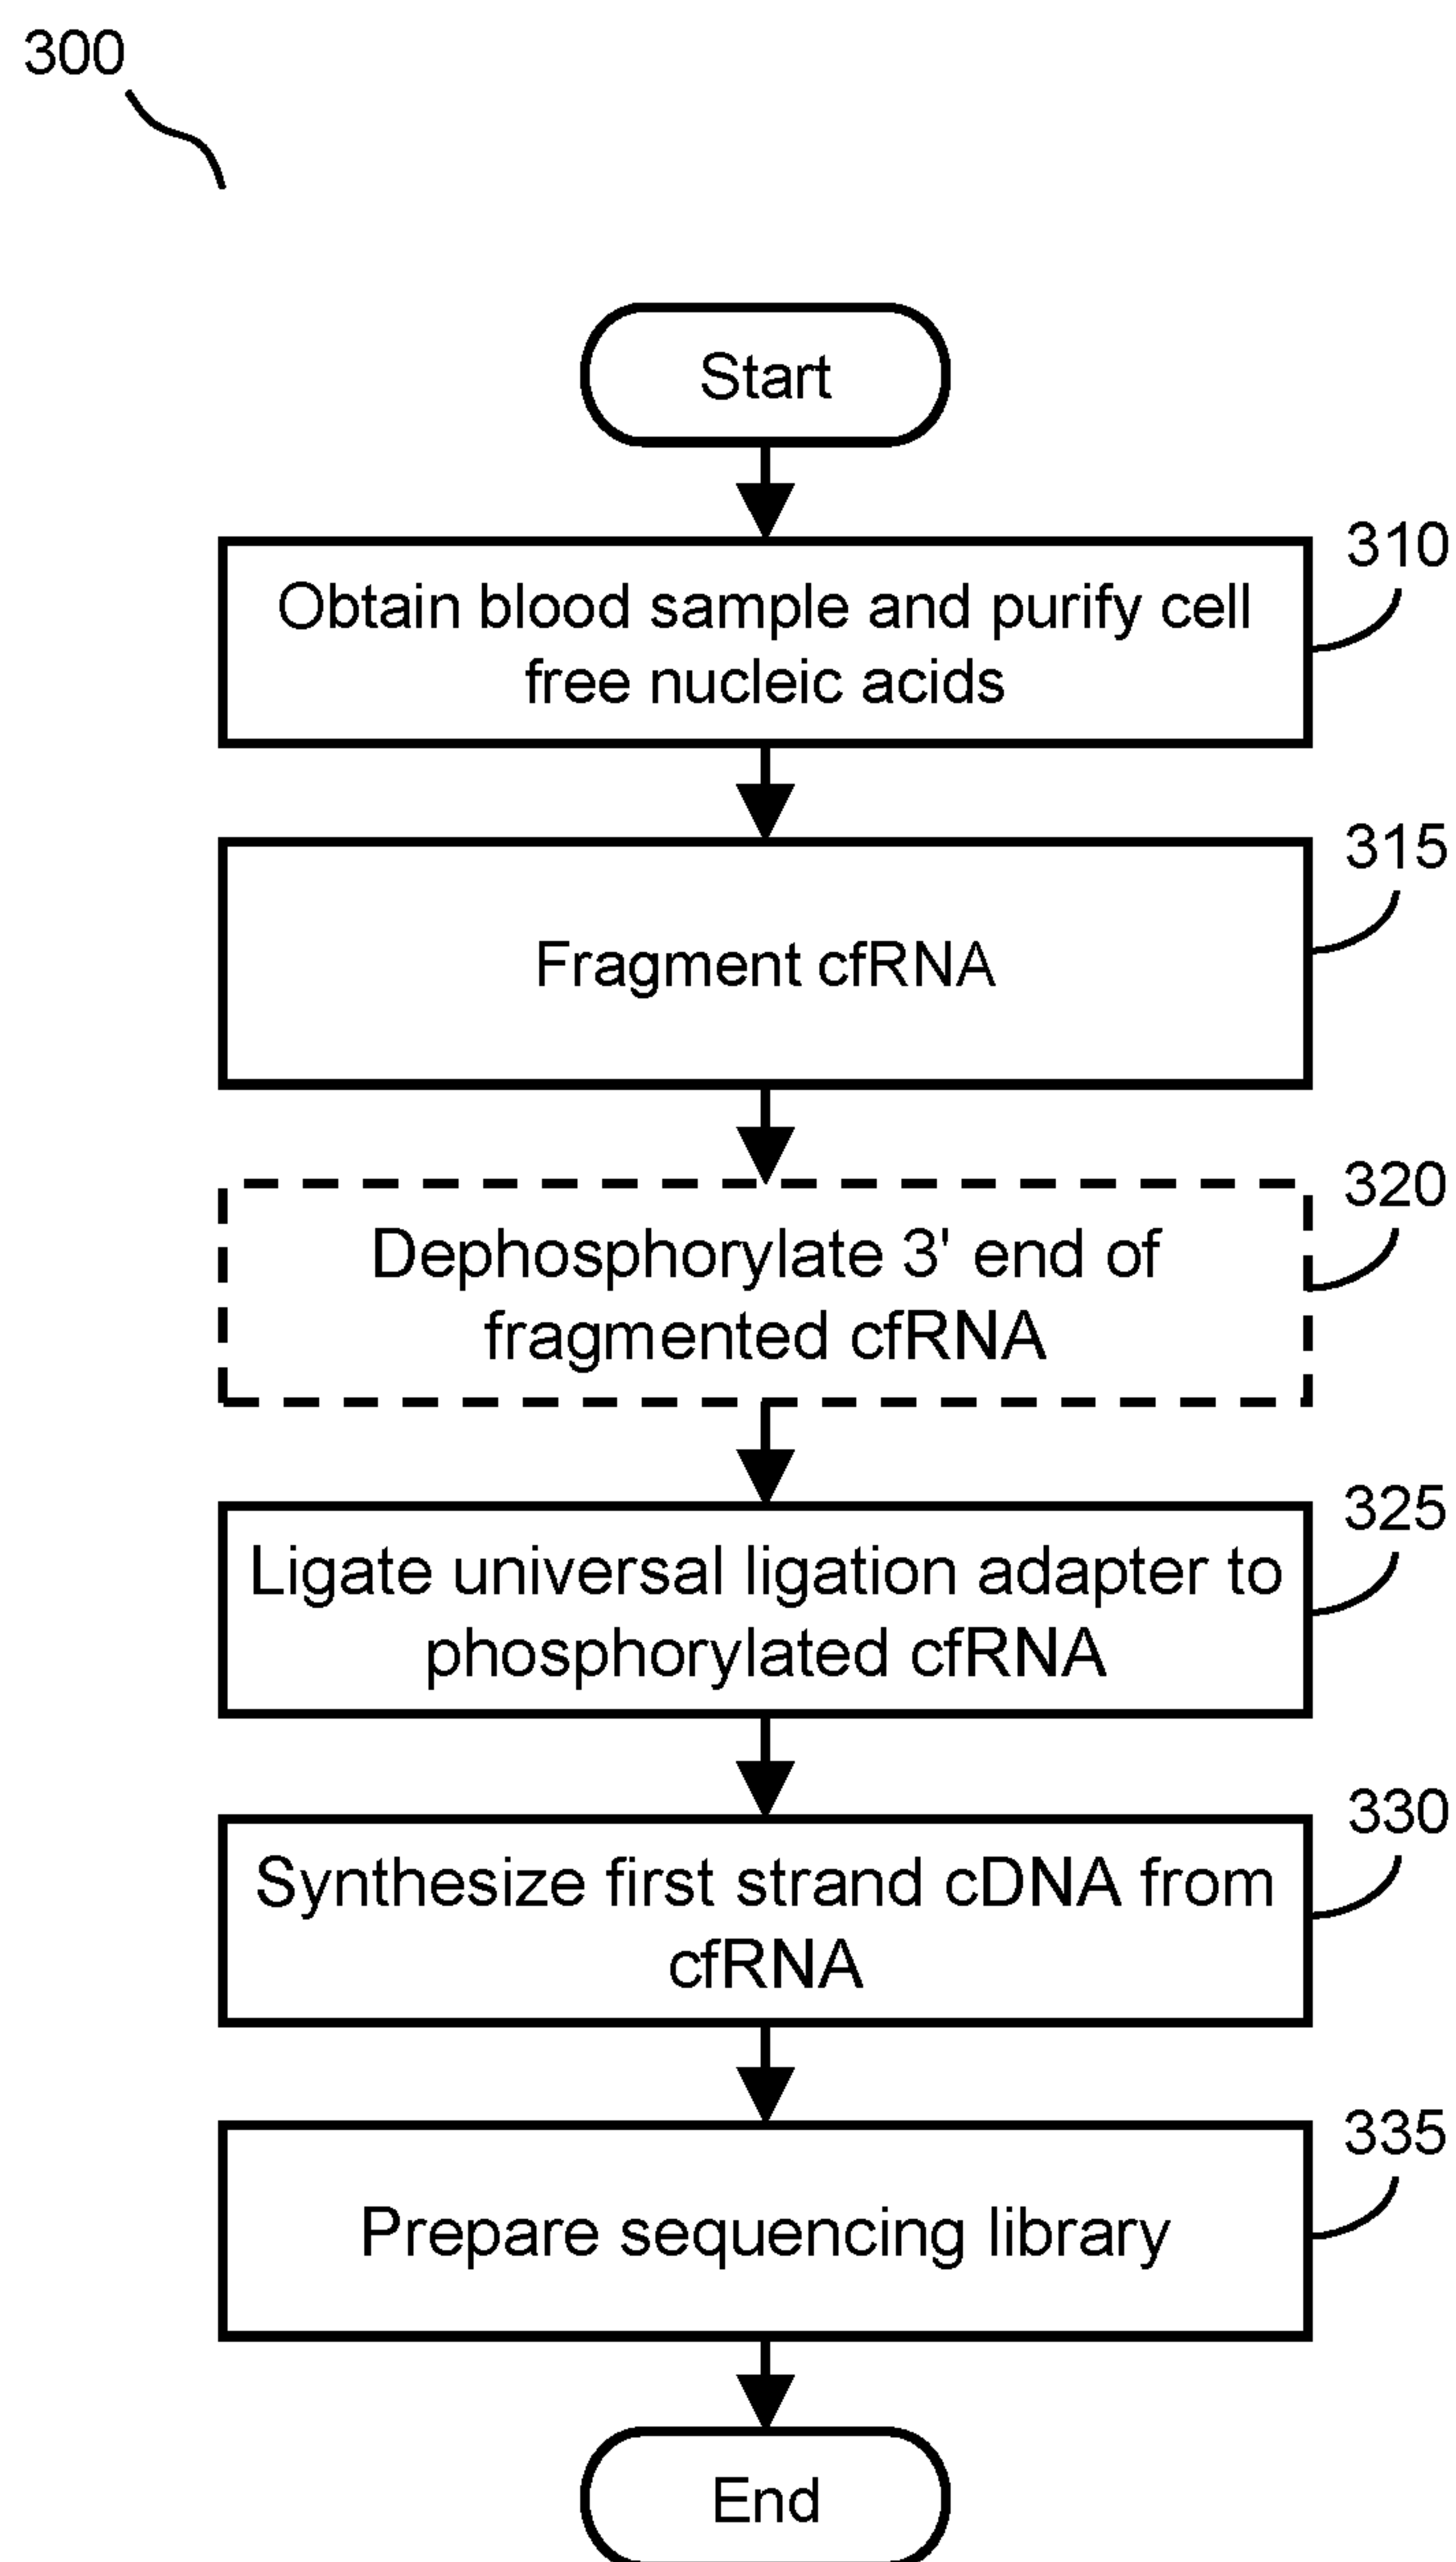 300
Start
310
Obtain blood sample and purify cell
free nucleic acids
315
Fragment cfRNA
320
Dephosphorylate 3' end of
fragmented cfRNA
325
Ligate universal ligation adapter to
phosphorylated cfRNA
330
Synthesize first strand cDNA from
cfRNA
335
Prepare sequencing library
End